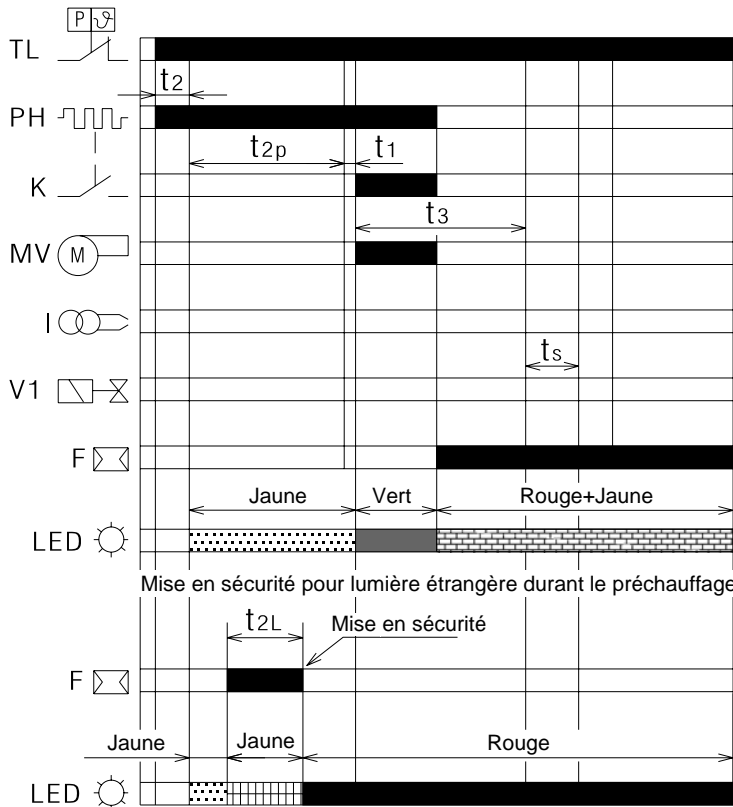 P ϑ
TL
t2
PH
t2p t1
K
t3
MV M
I
ts
V1
F
Jaune Vert Rouge+Jaune
LED
Mise en sécurité pour lumière étrangère durant le préchauffage
t2L Mise en sécurité
F
Jaune Jaune Rouge
LED